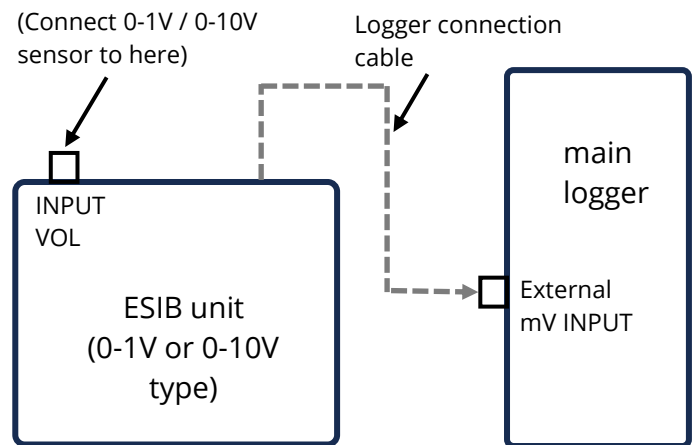 (Connect 0-1V / 0-10V
sensor to here)
Logger connection
cable
main
logger
INPUT
VOL
ESIB unit
(0-1V or 0-10V
type)
External
mV INPUT